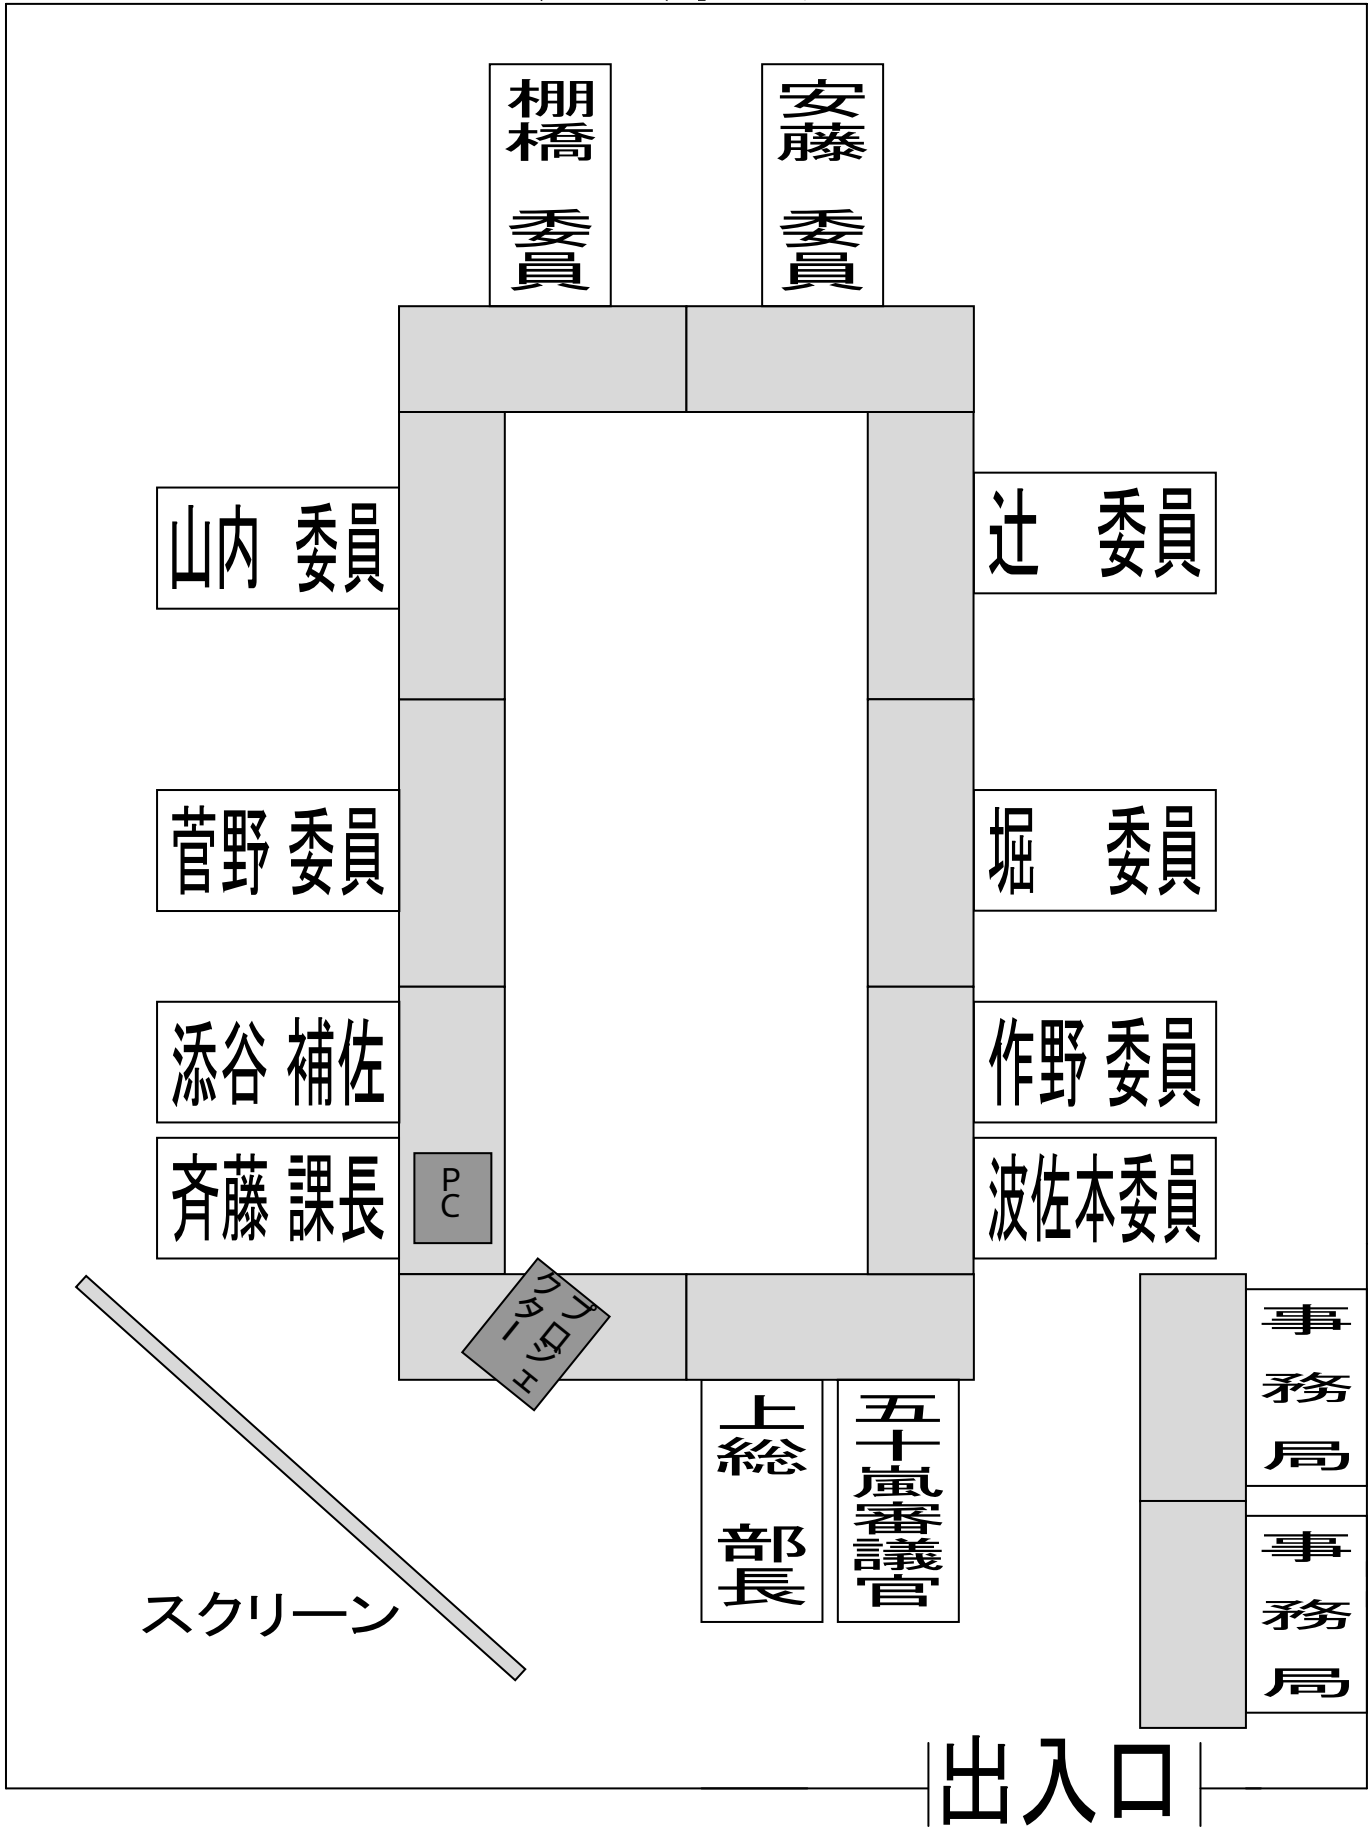 棚橋　委員
安藤　委員
山内 委員
辻　委員
菅野 委員
堀　委員
添谷 補佐
作野 委員
斉藤 課長
PC
波佐本委員
プロジェ
クター
上総　部長
五十嵐審議官
事務局
事務局
スクリーン
出入口